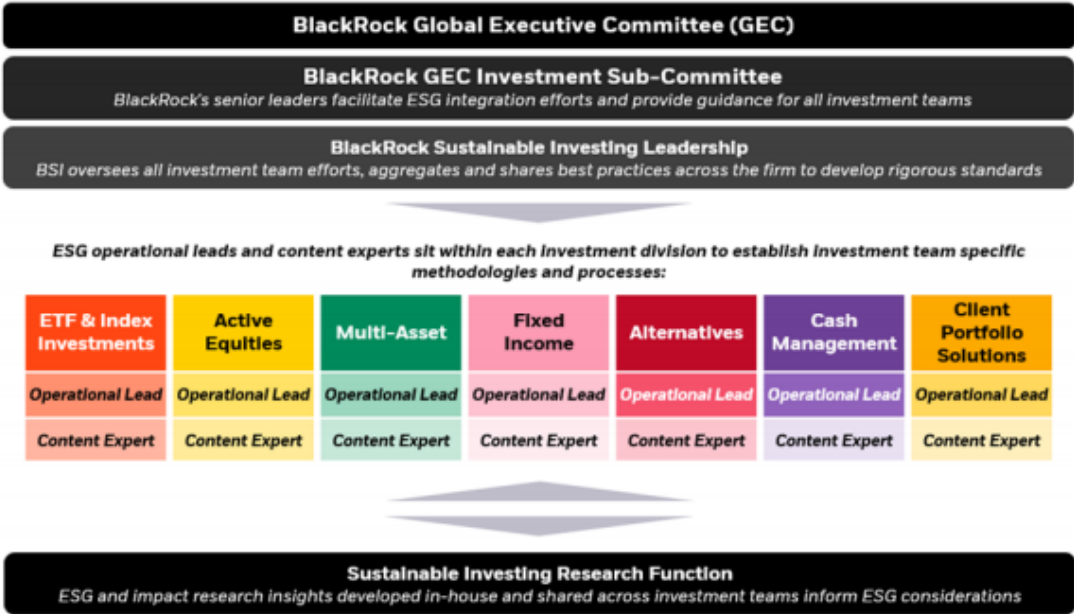 BlackRock Global Executive Committee (GEC)
BlackRock GEC Investment Sub-Committee
BlackRock's senior leaders facilitate ESG integration efforts and provide guidance for all investment teams
BlackRock Sustainable Investing Leadership
BSI oversees all investment team efforts, aggregates and shares best practices across the firm to develop rigorous standards
ESG operational leads and content experts sit within each investment division to establish investment team specific
methodologies and processes:
ETF & Index
Investments
Operational Lead
Content Expert
Active
Equities
Operational Lead
Content Expert
Multi-Asset
Operational Lead
Content Expert
Fixed
Income
Operational Lead
Content Expert
Alternatives
Operational Lead
Content Expert
Cash
Management
Operational Lead
Content Expert
Client
Portfolio
Solutions
Operational Lead
Content Expert
Sustainable Investing Research Function
ESG and impact research insights developed in-house and shared across investment teams inform ESG considerations